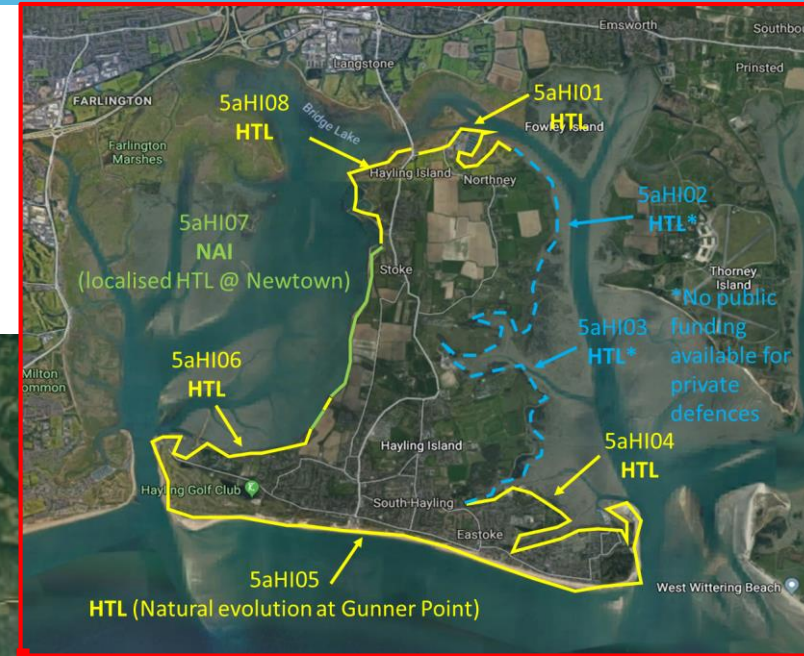 Emsworth
Southbou
Langstone
Prinsted
FARLINGTON
5aHI08
HTL
Bridge Lake
5aHI01
HTL
Fowley Island
Farlington
Marshes
Hayling Island
Northney
5aHI02
HTL*
5aHI07
NAI
(localised HTL @ Newtown)
Stoke
Thorney
Island
*No public
funding
available for
private
defences
5aHI03
HTL*
Milton
ommon
5aHI06
HTL
5aHI04
HTL
Hayling Island
Hayling Golf Club
South Hayling
Eastoke
5aHI05
HTL (Natural evolution at Gunner Point)
West Wittering Beach